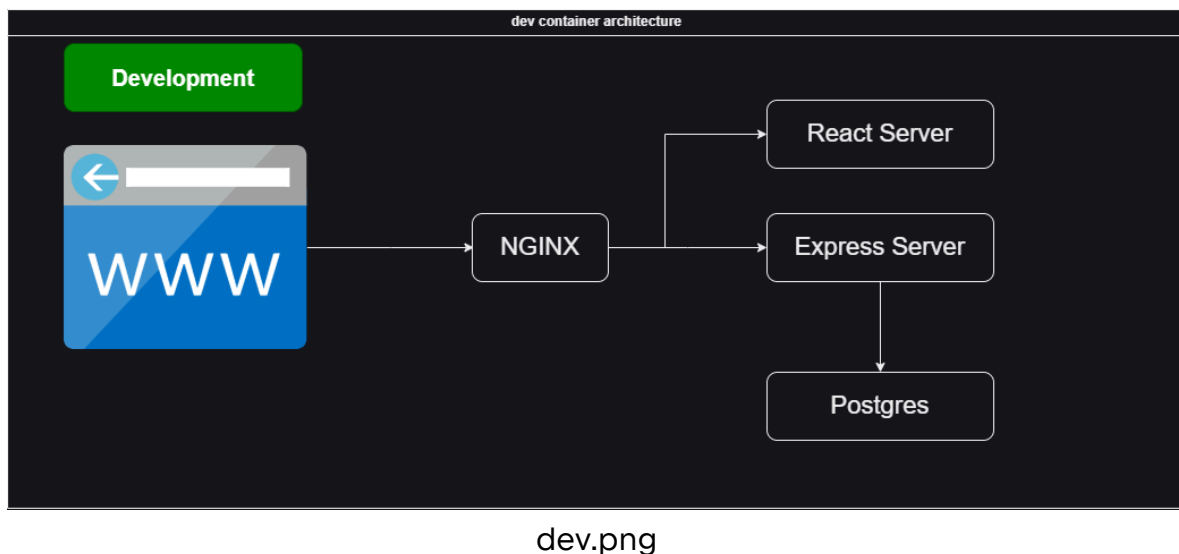 dev container architecture
Development
WWW
NGINX
React Server
Express Server
Postgres
dev.png